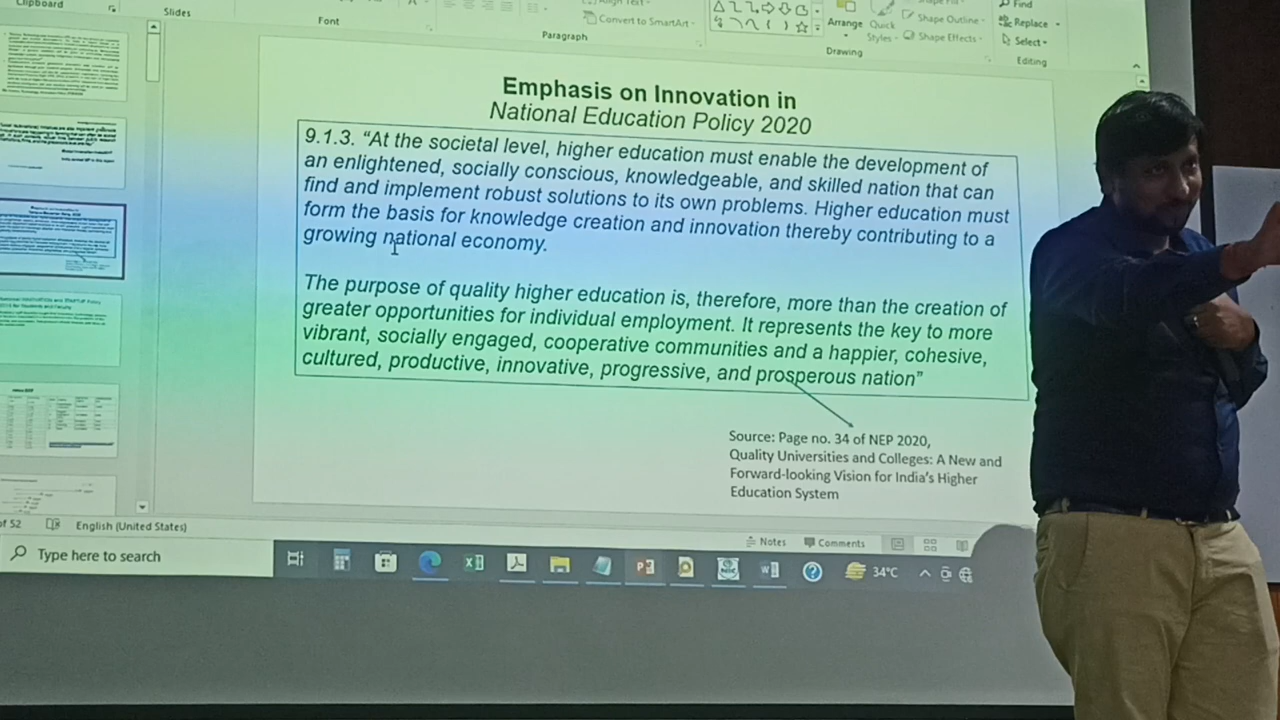 Clipboard
Slides
Font
Paragraph
Convert to SmartArt
Arrange
Quick
Styles
Shape Outline
Shape Effects
Drawing
Find
Replace
Select
Editing
Emphasis on Innovation in
National Education Policy 2020
9.1.3. “At the societal level, higher education must enable the development of
an enlightened, socially conscious, knowledgeable, and skilled nation that can
find and implement robust solutions to its own problems. Higher education must
form the basis for knowledge creation and innovation thereby contributing to a
growing national economy.
The purpose of quality higher education is, therefore, more than the creation of
greater opportunities for individual employment. It represents the key to more
vibrant, socially engaged, cooperative communities and a happier, cohesive,
cultured, productive, innovative, progressive, and prosperous nation”
Source: Page no. 34 of NEP 2020,
Quality Universities and Colleges: A New and
Forward-looking Vision for India’s Higher
Education System
of 52 English (United States)
Notes Comments
Type here to search
34°C